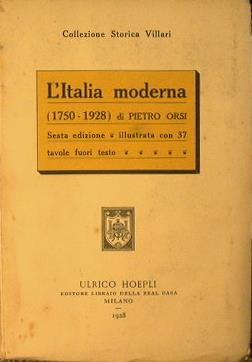 Collezione Storica Villari
L'Italia moderna
(1750-1928) di PIETRO ORSI
Sesta edizione ❦ illustrata con 37
tavole fuori testo ❦ ❦ ❦ ❦ ❦
ULRICO HOEPLI
EDITORE LIBRAIO DELLA REAL CASA
MILANO
—
1928